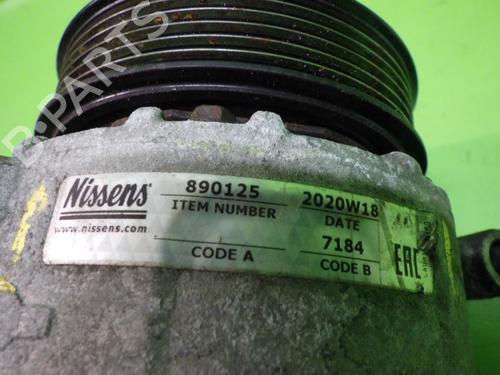 B-PARTS
Nissens®
www.nissens.com
890125
ITEM NUMBER
2020W18
DATE
CODE A
7184
CODE B
EAC